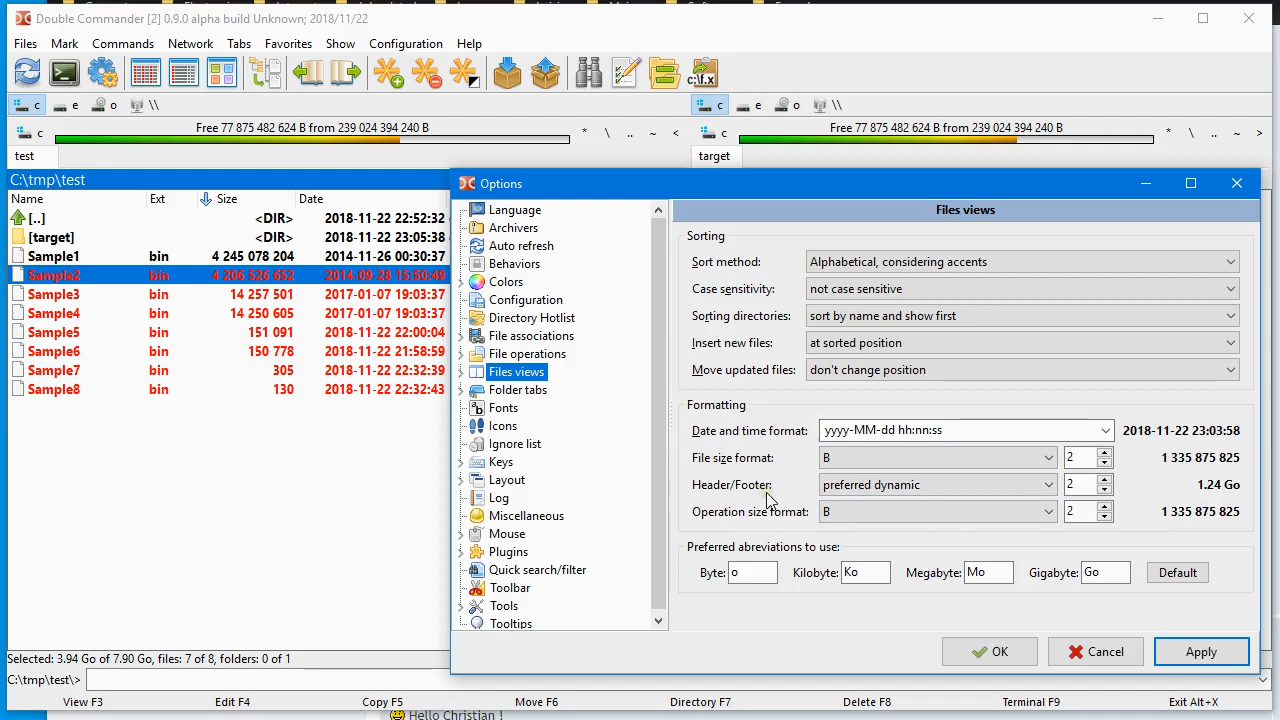 Double Commander [2] 0.9.0 alpha build Unknown; 2018/11/22
Files Mark Commands Network Tabs Favorites Show Configuration Help
c:\f.x
c e o \\ c e o \\
c Free 77 875 482 624 B from 239 024 394 240 B * \ .. ~ < c Free 77 875 482 624 B from 239 024 394 240 B * \ .. ~ >
test target
C:\tmp\test
Name Ext Size Date
[..] <DIR> 2018-11-22 22:52:32
[target] <DIR> 2018-11-22 23:05:38
Sample1 bin 4 245 078 204 2014-11-26 00:30:37
Sample2 bin 4 206 526 652 2014-09-28 15:50:49
Sample3 bin 14 257 501 2017-01-07 19:03:37
Sample4 bin 14 250 605 2017-01-07 19:03:37
Sample5 bin 151 091 2018-11-22 22:00:04
Sample6 bin 150 778 2018-11-22 21:58:59
Sample7 bin 305 2018-11-22 22:32:39
Sample8 bin 130 2018-11-22 22:32:43
Selected: 3.94 Go of 7.90 Go, files: 7 of 8, folders: 0 of 1
C:\tmp\test\>
View F3 Edit F4 Copy F5 Move F6 Directory F7 Delete F8 Terminal F9 Exit Alt+X
Hello Christian !
Options
Language
Archivers
Auto refresh
Behaviors
Colors
Configuration
Directory Hotlist
File associations
File operations
Files views
Folder tabs
Fonts
Icons
Ignore list
Keys
Layout
Log
Miscellaneous
Mouse
Plugins
Quick search/filter
Toolbar
Tools
Tooltips
Files views
Sorting
Sort method: Alphabetical, considering accents
Case sensitivity: not case sensitive
Sorting directories: sort by name and show first
Insert new files: at sorted position
Move updated files: don't change position
Formatting
Date and time format: yyyy-MM-dd hh:nn:ss 2018-11-22 23:03:58
File size format: B 2 1 335 875 825
Header/Footer: preferred dynamic 2 1.24 Go
Operation size format: B 2 1 335 875 825
Preferred abreviations to use:
Byte: o Kilobyte: Ko Megabyte: Mo Gigabyte: Go Default
OK Cancel Apply